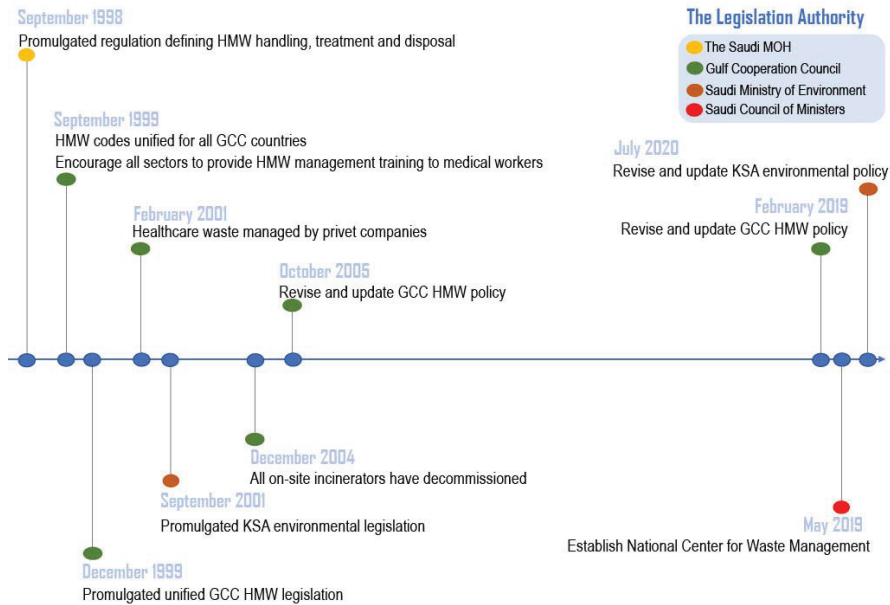 September 1998
Promulgated regulation defining HMW handling, treatment and disposal
The Legislation Authority
The Saudi MOH
Gulf Cooperation Council
Saudi Ministry of Environment
Saudi Council of Ministers
September 1999
HMW codes unified for all GCC countries
Encourage all sectors to provide HMW management training to medical workers
July 2020
Revise and update KSA environmental policy
February 2001
Healthcare waste managed by privet companies
February 2019
Revise and update GCC HMW policy
October 2005
Revise and update GCC HMW policy
December 2004
All on-site incinerators have decommissioned
September 2001
Promulgated KSA environmental legislation
May 2019
Establish National Center for Waste Management
December 1999
Promulgated unified GCC HMW legislation